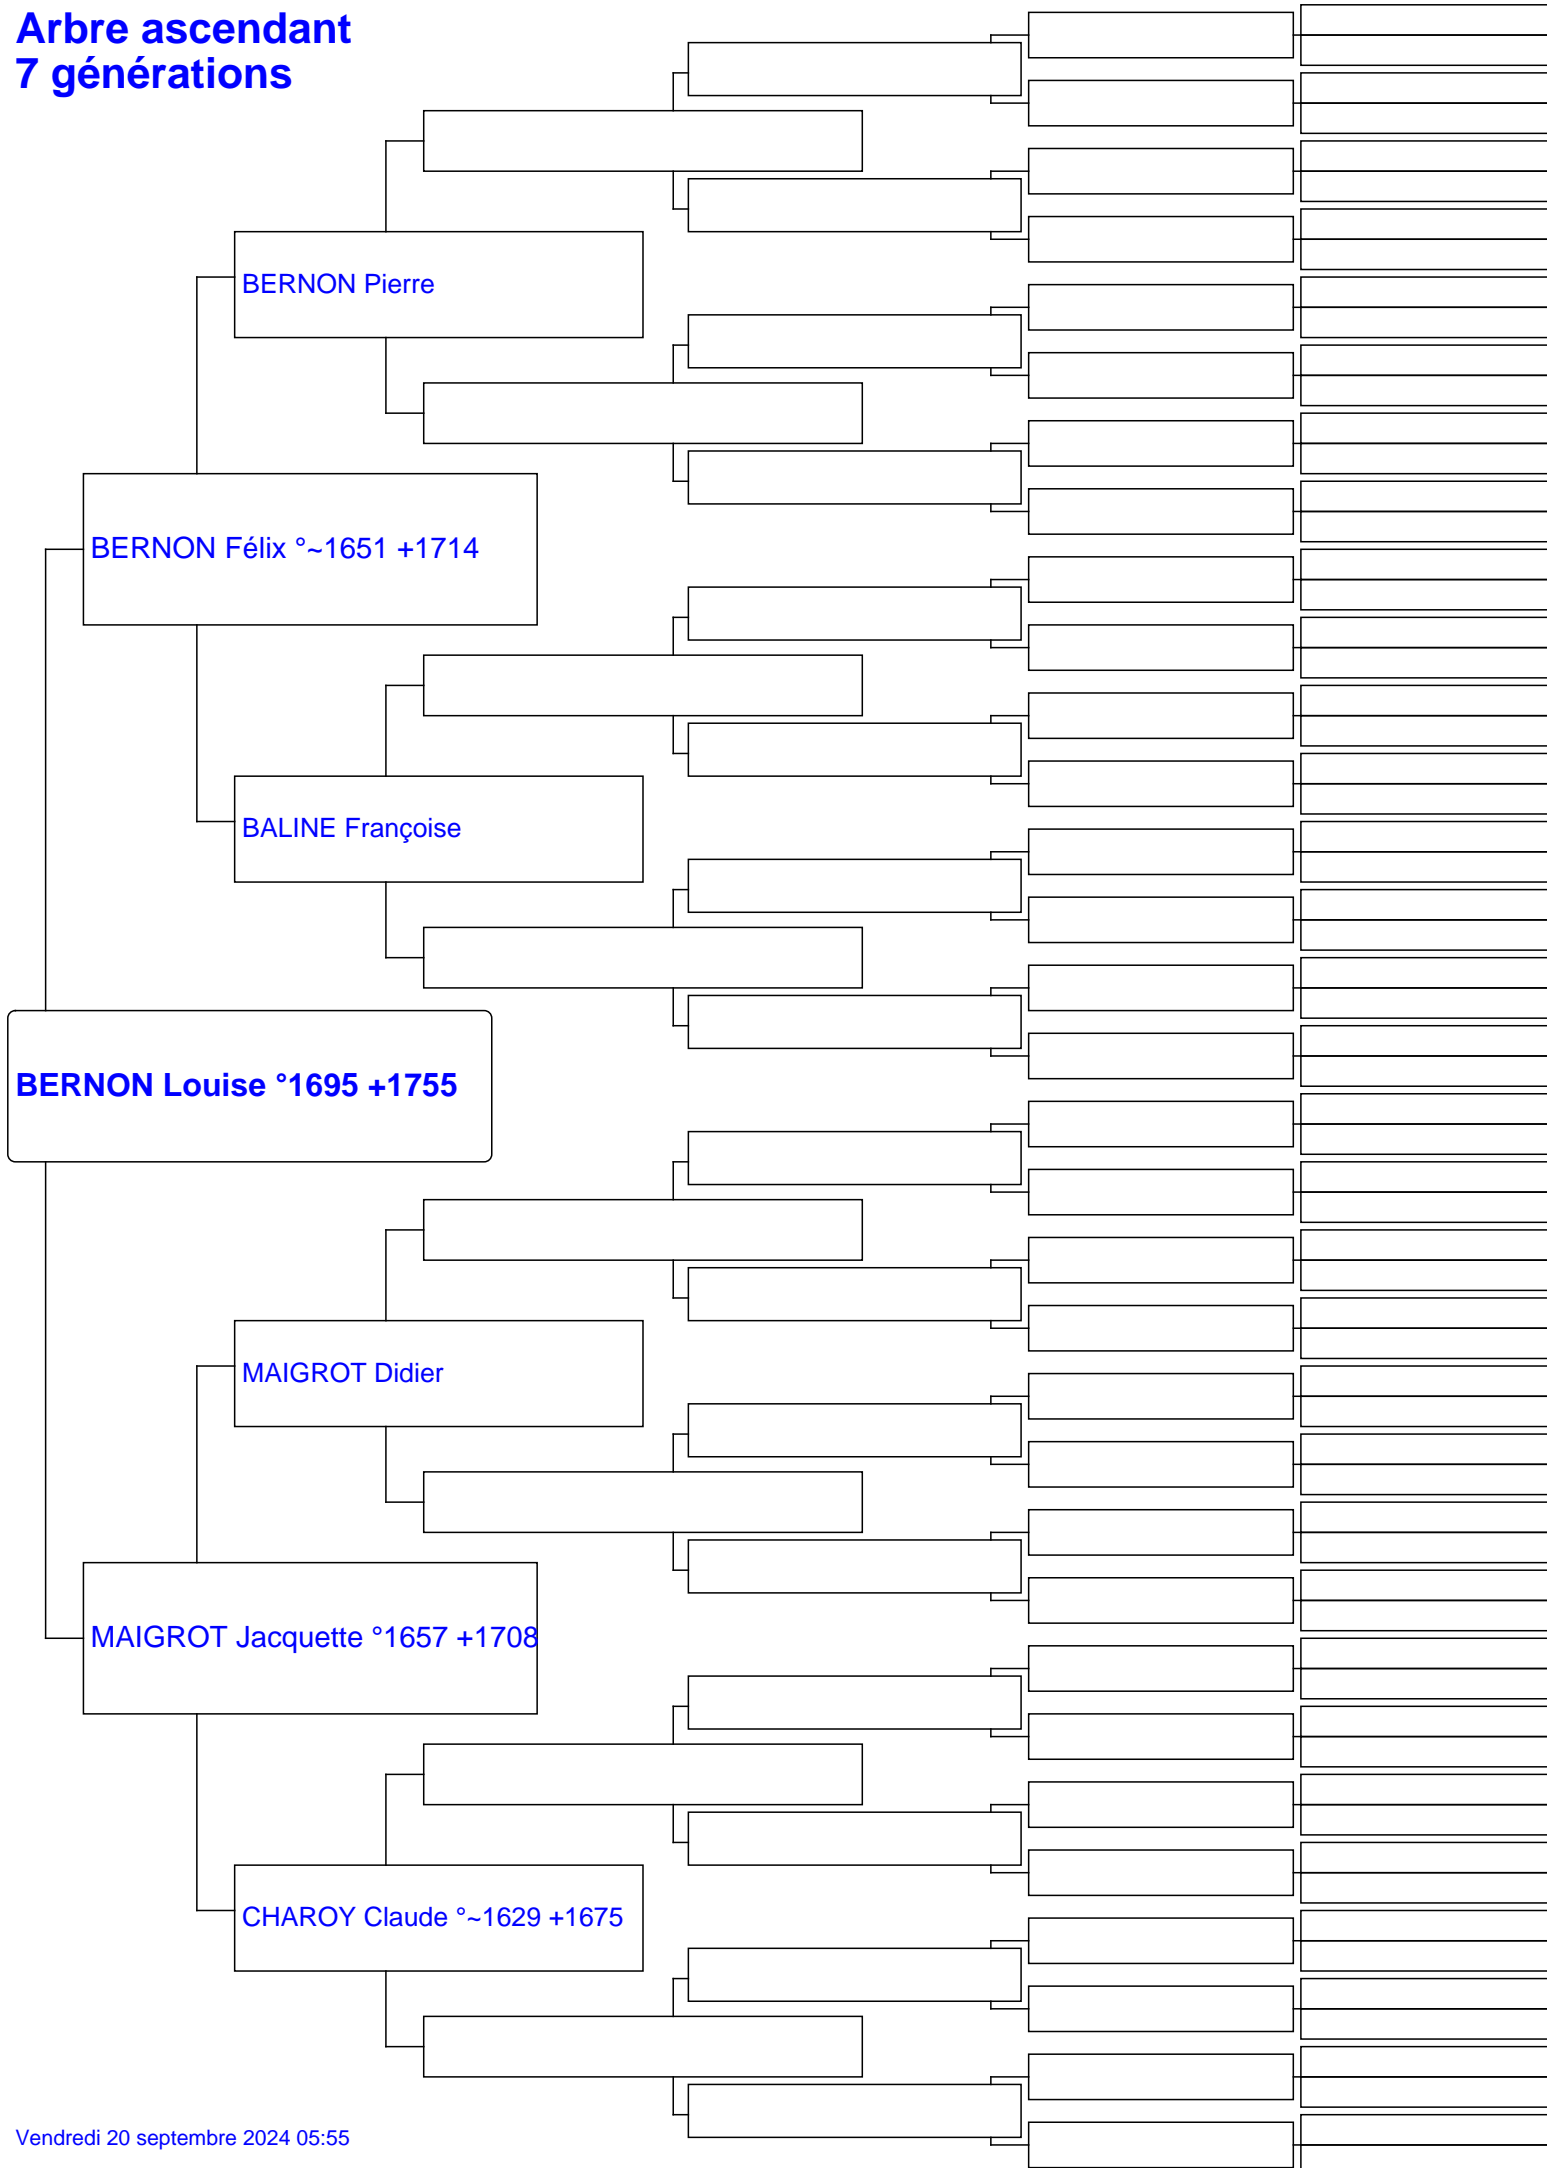 Arbre ascendant
7 générations
BERNON Pierre
BERNON Félix °~1651 +1714
BALINE Françoise
BERNON Louise °1695 +1755
MAIGROT Didier
MAIGROT Jacquette °1657 +1708
CHAROY Claude °~1629 +1675
Vendredi 20 septembre 2024 05:55